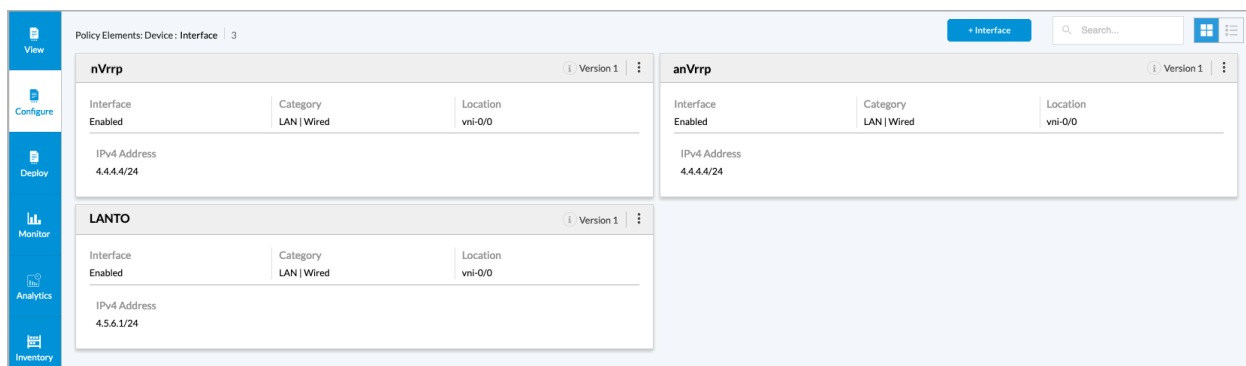 View
Configure
Deploy
Monitor
Analytics
Inventory
Policy Elements: Device : Interface 3
+ Interface
Search...
nVrrp
i Version 1
Interface Category Location
Enabled LAN | Wired vni-0/0
IPv4 Address
4.4.4.4/24
anVrrp
i Version 1
Interface Category Location
Enabled LAN | Wired vni-0/0
IPv4 Address
4.4.4.4/24
LANTO
i Version 1
Interface Category Location
Enabled LAN | Wired vni-0/0
IPv4 Address
4.5.6.1/24